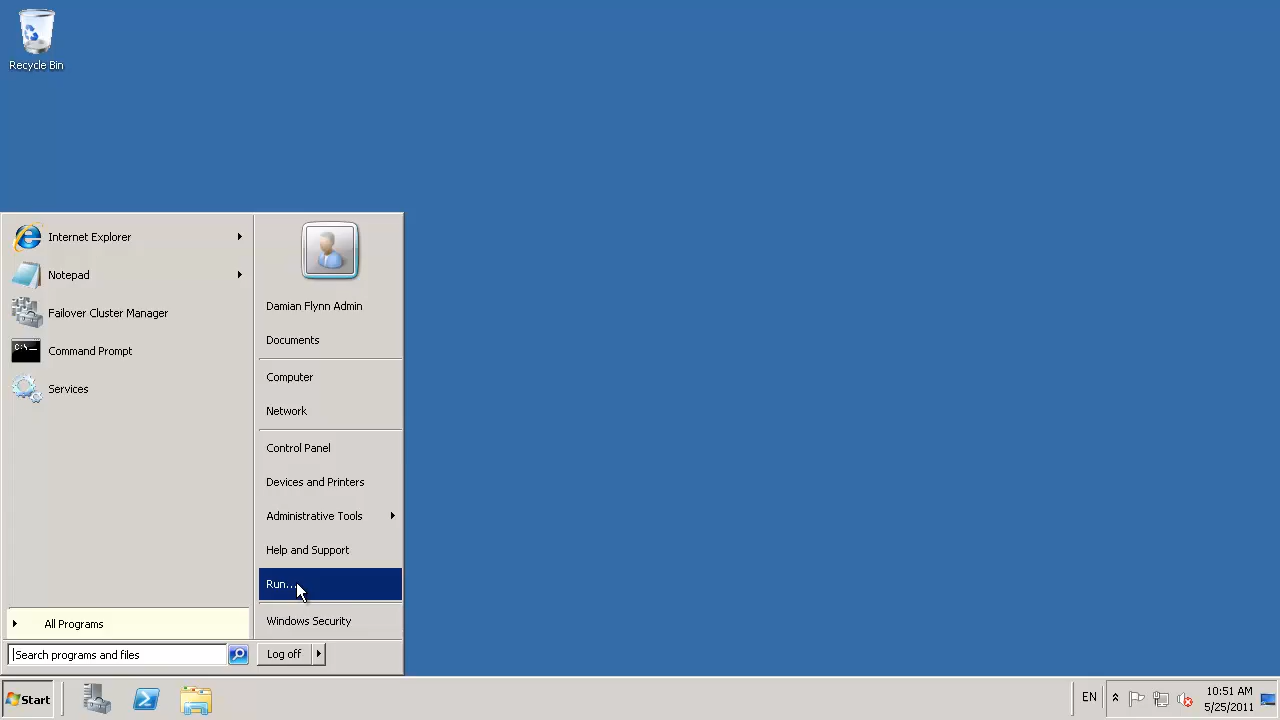 Recycle Bin
Internet Explorer
Notepad
Failover Cluster Manager
C:\_
Command Prompt
Services
All Programs
Search programs and files
Damian Flynn Admin
Documents
Computer
Network
Control Panel
Devices and Printers
Administrative Tools
Help and Support
Run...
Windows Security
Log off
Start
EN
10:51 AM
5/25/2011